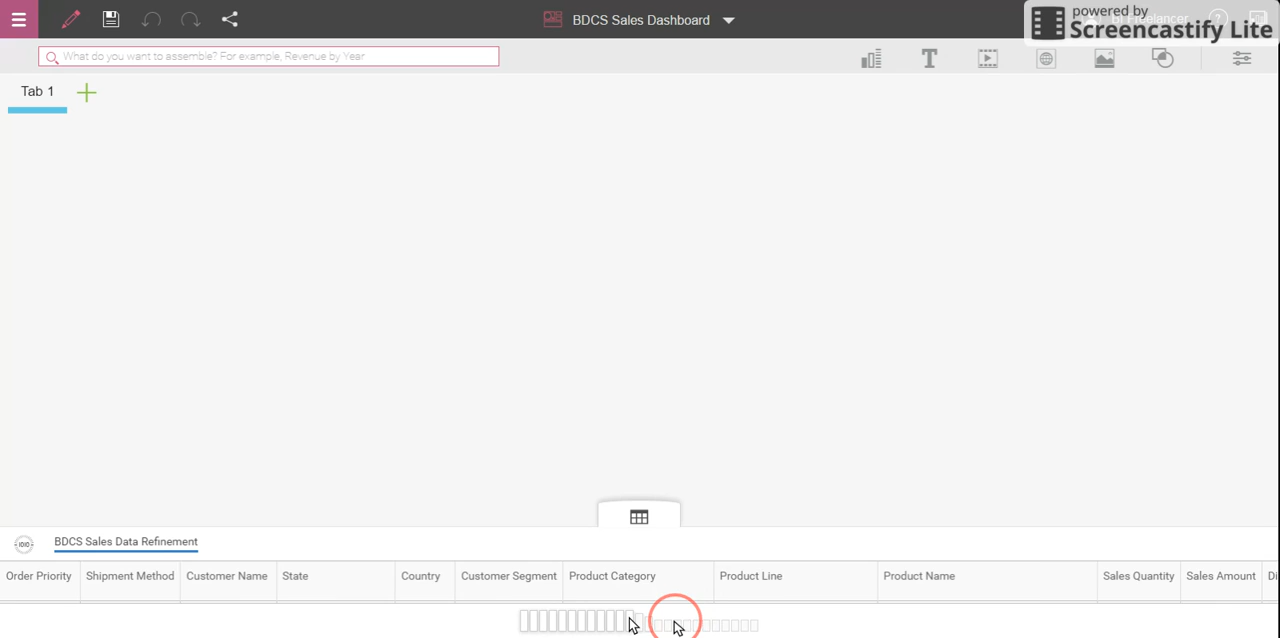 BDCS Sales Dashboard
powered by
Screencastify Lite
What do you want to assemble? For example, Revenue by Year
T
Tab 1
BDCS Sales Data Refinement
Order Priority Shipment Method Customer Name State Country Customer Segment Product Category Product Line Product Name Sales Quantity Sales Amount Di